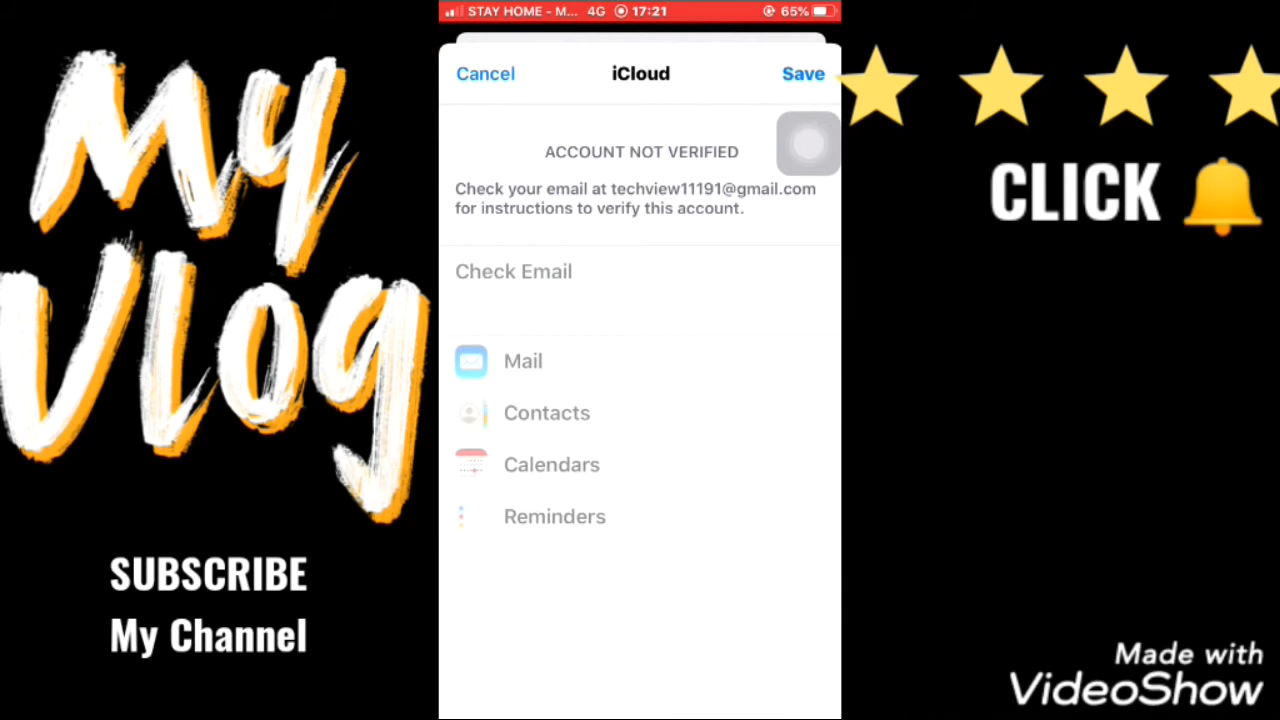 My
Vlog
SUBSCRIBE
My Channel
STAY HOME - M... 4G 17:21 65%
Cancel iCloud Save
ACCOUNT NOT VERIFIED
Check your email at techview11191@gmail.com
for instructions to verify this account.
Check Email
Mail
Contacts
Calendars
Reminders
CLICK
Made with
VideoShow